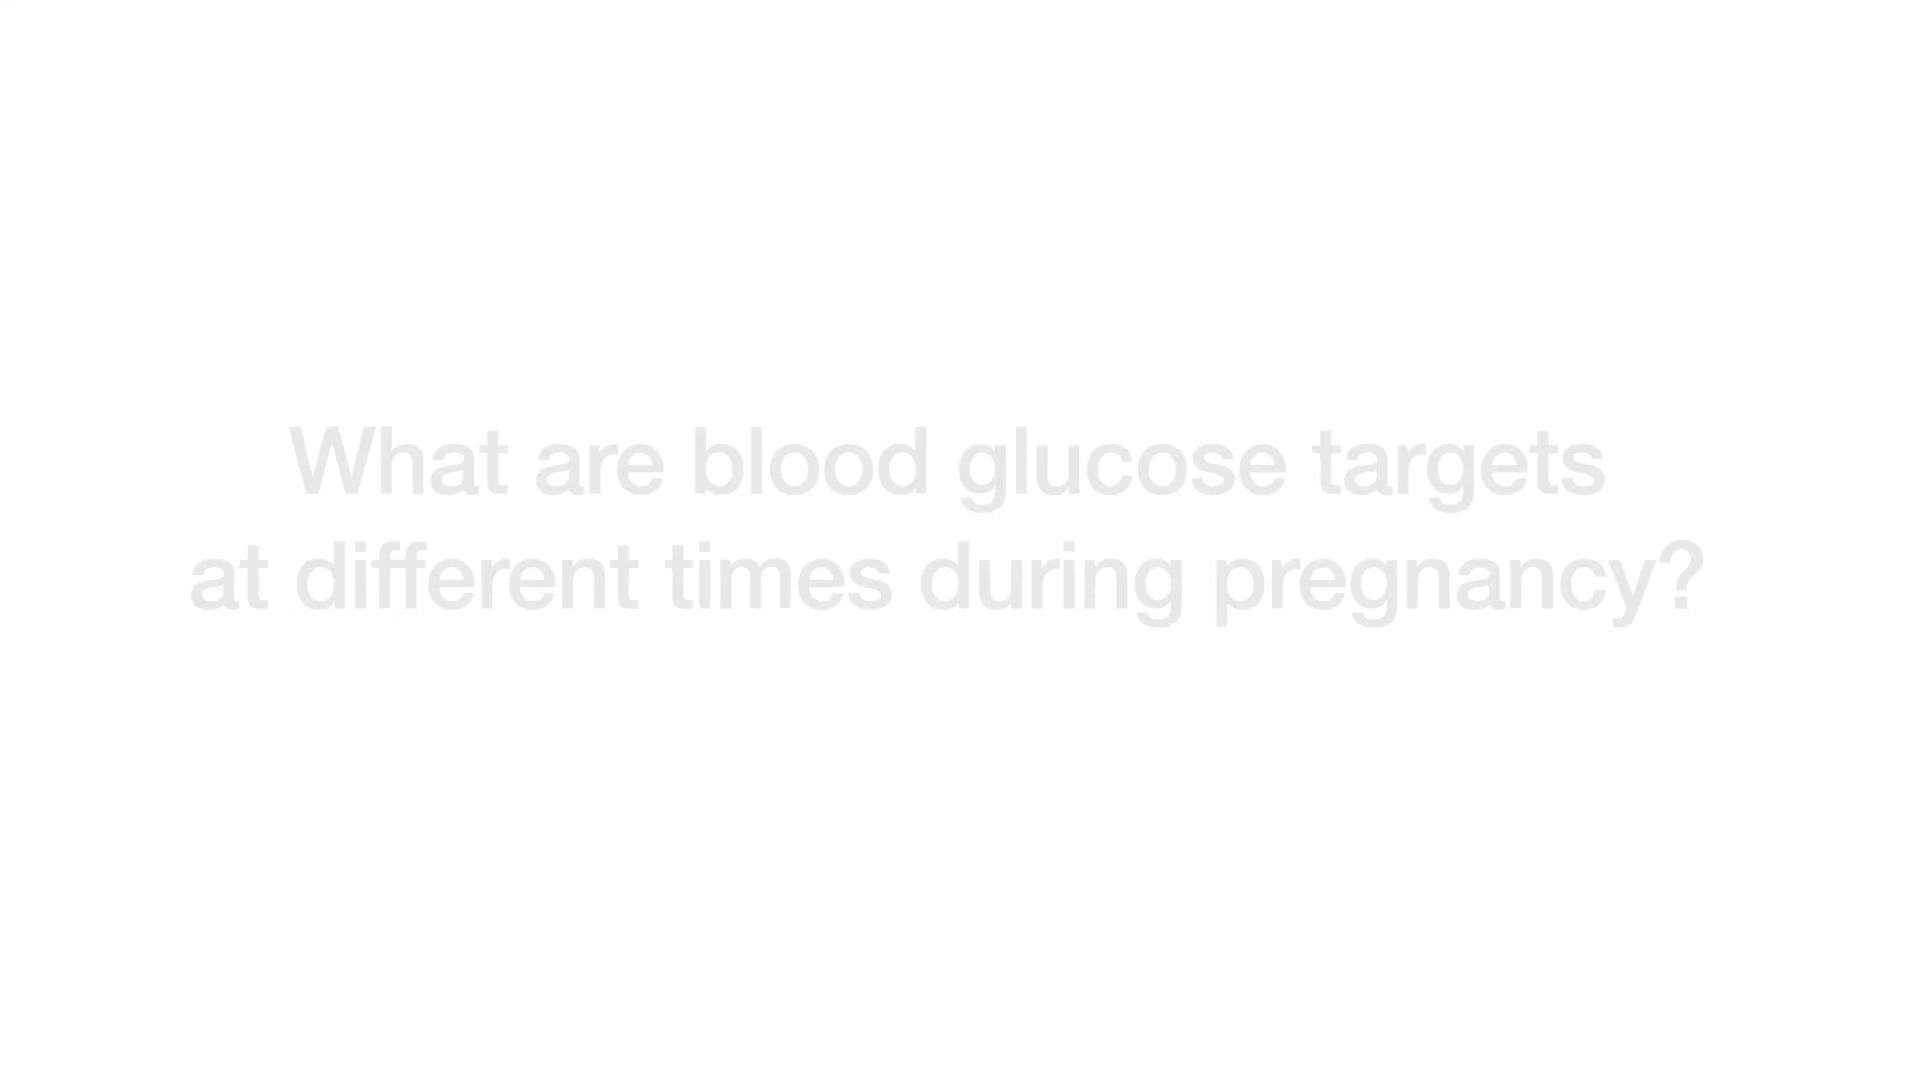 What are blood glucose targets
at different times during pregnancy?